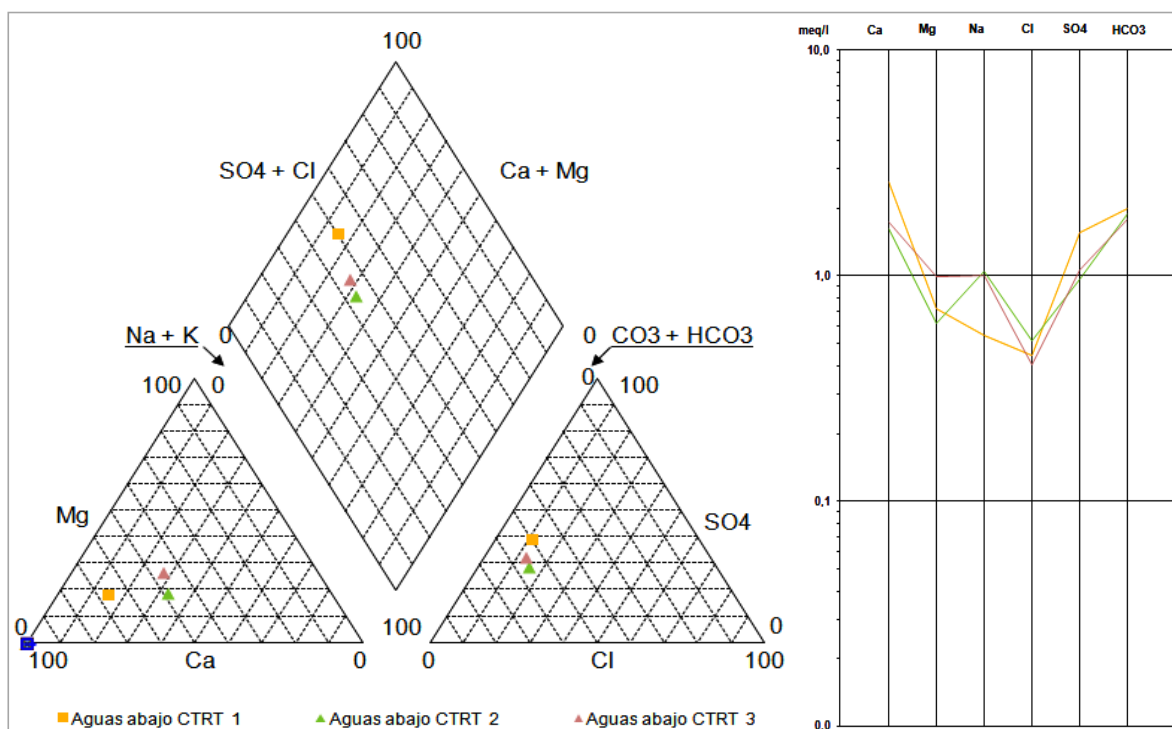 100
SO4 + Cl
Ca + Mg
Na + K
0
0
CO3 + HCO3
100
0
0
100
Mg
SO4
0
100
Ca
0
100
100
0
Cl
0
100
Aguas abajo CTRT 1
Aguas abajo CTRT 2
Aguas abajo CTRT 3
meq/l
Ca
Mg
Na
Cl
SO4
HCO3
10,0
1,0
0,1
0,0